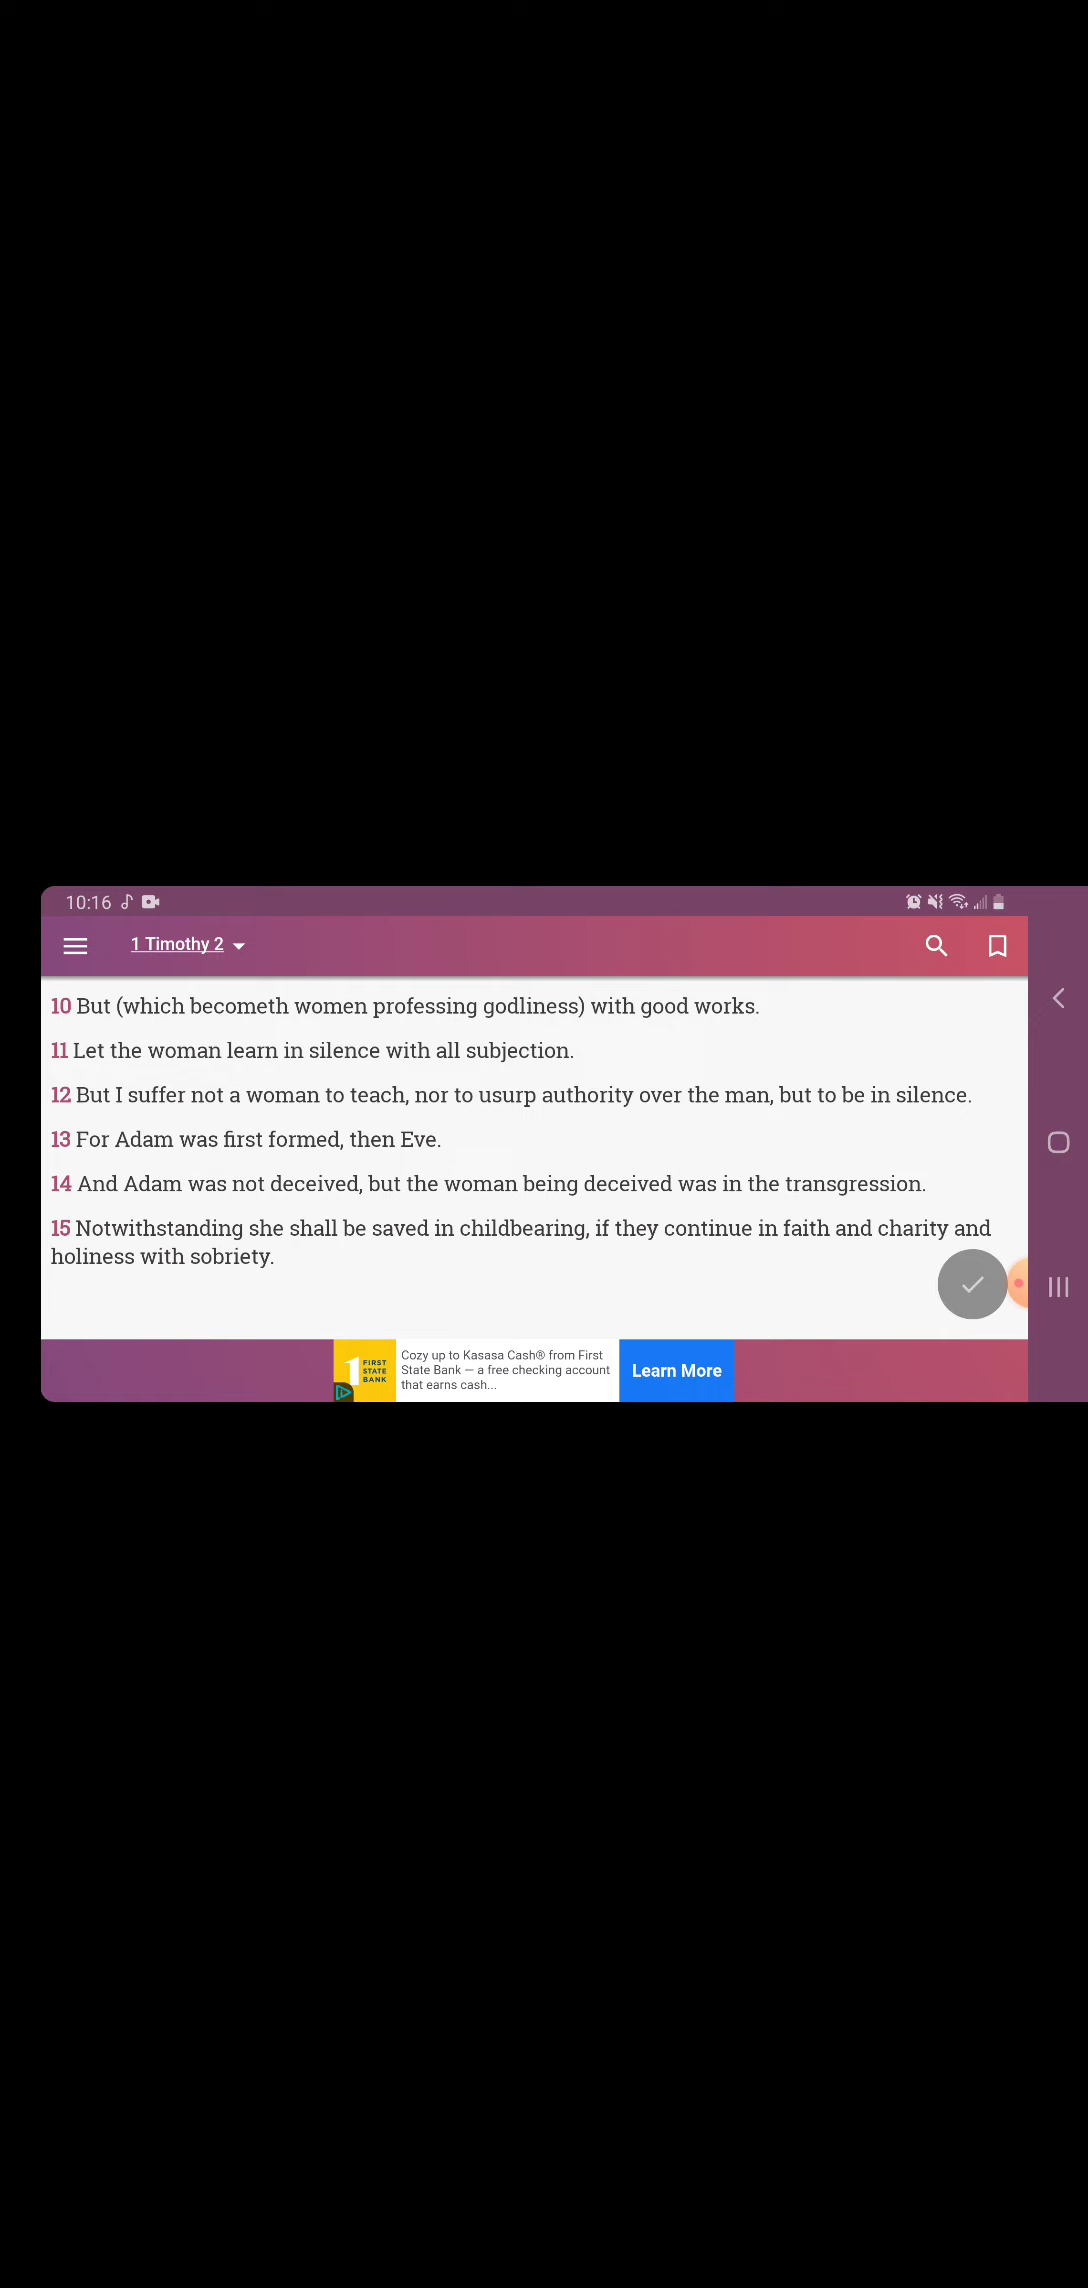 10:16
1 Timothy 2
10 But (which becometh women professing godliness) with good works.
11 Let the woman learn in silence with all subjection.
12 But I suffer not a woman to teach, nor to usurp authority over the man, but to be in silence.
13 For Adam was first formed, then Eve.
14 And Adam was not deceived, but the woman being deceived was in the transgression.
15 Notwithstanding she shall be saved in childbearing, if they continue in faith and charity and
holiness with sobriety.
1 FIRST
STATE
BANK
Cozy up to Kasasa Cash® from First
State Bank — a free checking account
that earns cash...
Learn More